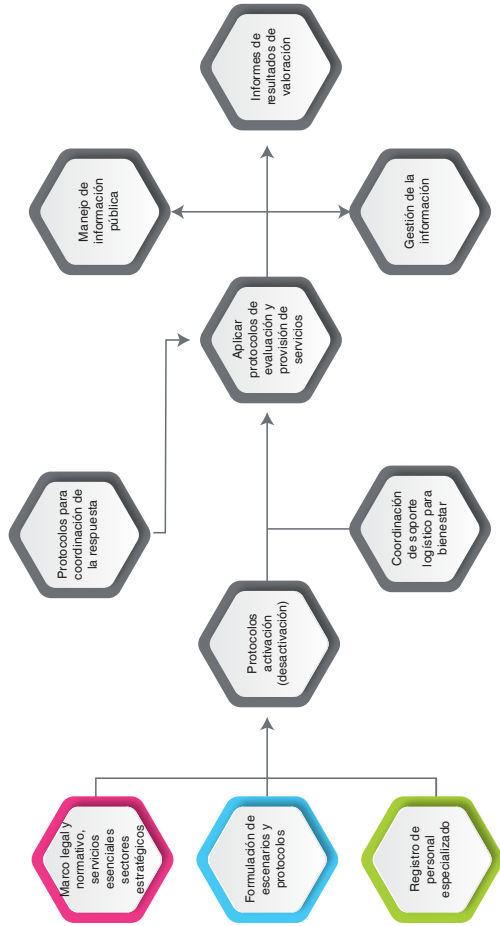 Marco legal y
normativo,
servicios
esenciales
sectores
estratégicos
Formulación de
escenarios y
protocolos
Registro de
personal
especializado
Protocolos
activación
(desactivación)
Protocolos para
coordinación de
la respuesta
Coordinación
de soporte
logístico para
bienestar
Aplicar
protocolos de
evaluación y
provisión de
servicios
Manejo de
información
pública
Gestión de la
información
Informes de
resultados de
valoración